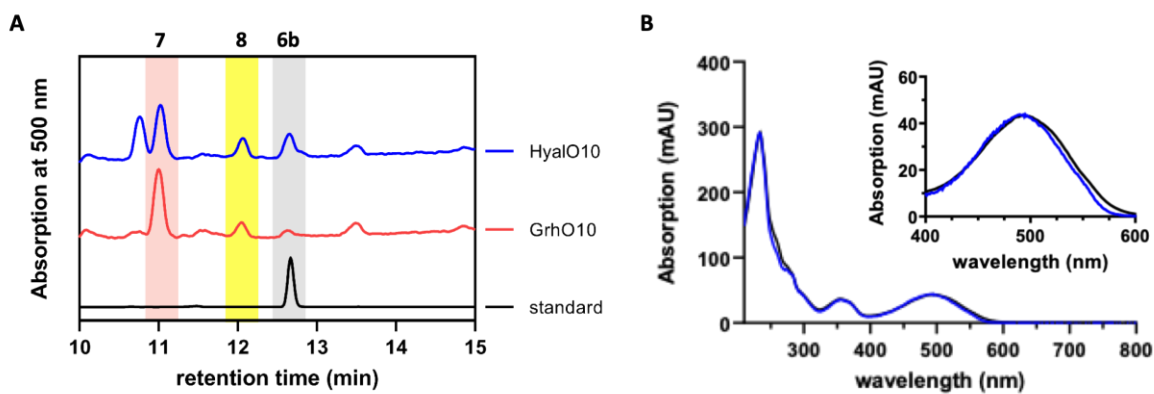 A
7 8 6b
Absorption at 500 nm
HyalO10
GrhO10
standard
10 11 12 13 14 15
retention time (min)
B
400
300
200
100
0
Absorption (mAU)
300 400 500 600 700 800
wavelength (nm)
60
40
20
0
Absorption (mAU)
400 500 600
wavelength (nm)